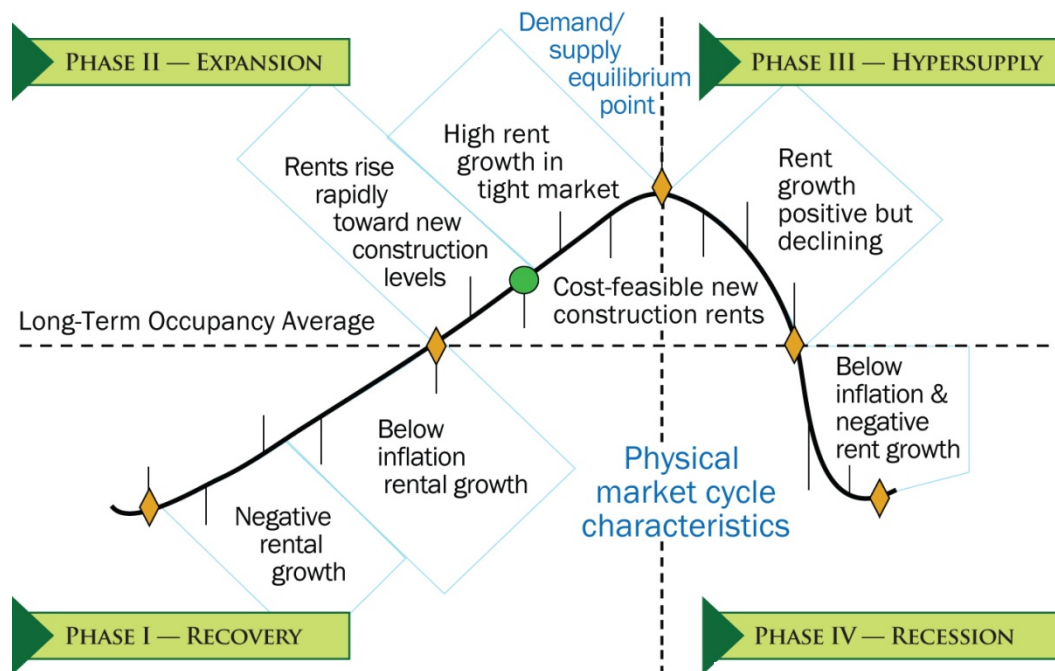 PHASE II — EXPANSION
Demand/
supply
equilibrium
point
PHASE III — HYPERSUPPLY
High rent
growth in
tight market
Rents rise
rapidly
toward new
construction
levels
Rent
growth
positive but
declining
Cost-feasible new
construction rents
Long-Term Occupancy Average
Below
inflation
rental growth
Below
inflation &
negative
rent growth
Negative
rental
growth
Physical
market cycle
characteristics
PHASE I — RECOVERY
PHASE IV — RECESSION